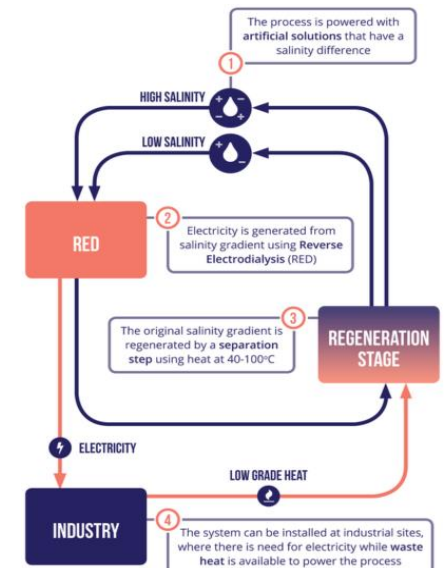 The process is powered with
artificial solutions that have a
salinity difference
1
HIGH SALINITY
LOW SALINITY
RED
2
Electricity is generated from
salinity gradient using Reverse
Electrodialysis (RED)
3
The original salinity gradient is
regenerated by a separation
step using heat at 40-100ºC
REGENERATION
STAGE
ELECTRICITY
LOW GRADE HEAT
INDUSTRY
4
The system can be installed at industrial sites,
where there is need for electricity while waste
heat is available to power the process